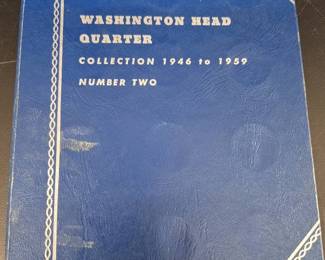 WASHINGTON HEAD
QUARTER
COLLECTION 1946 to 1959
NUMBER TWO